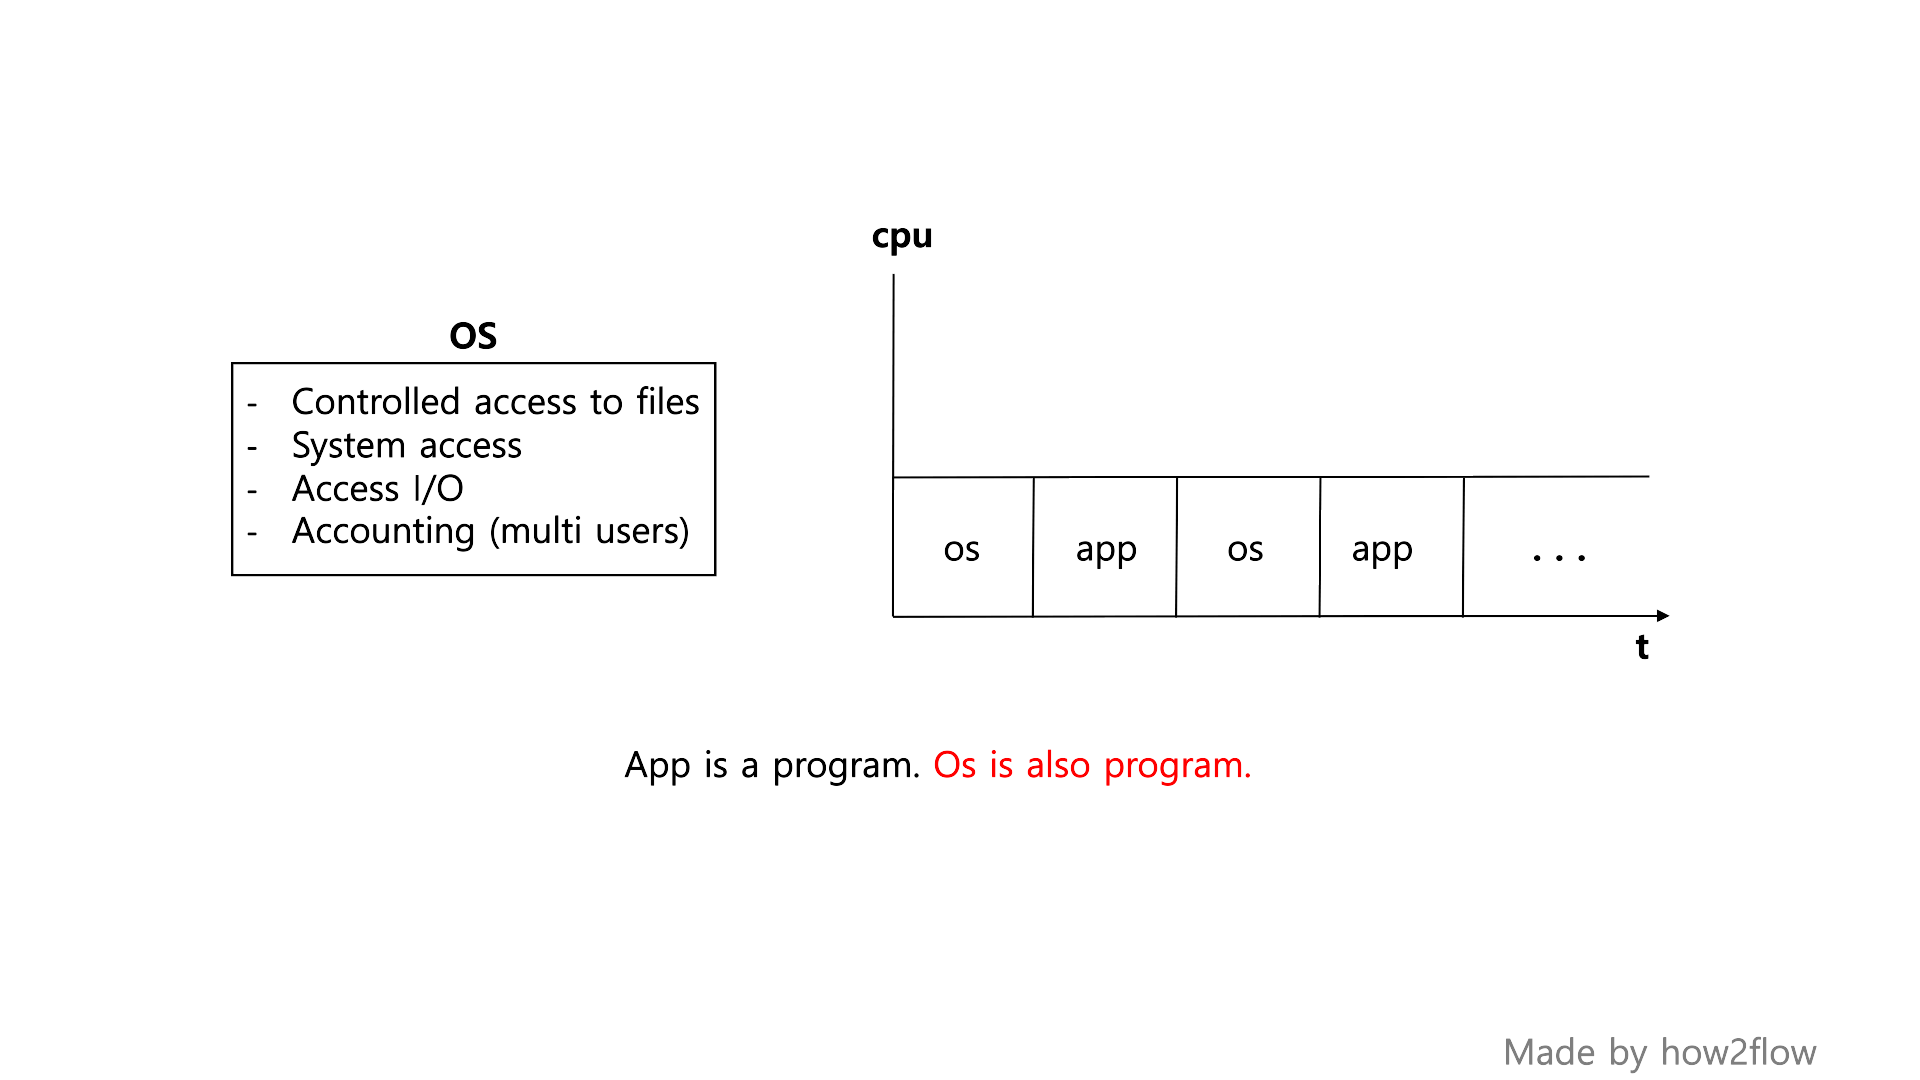 OS
- Controlled access to files
- System access
- Access I/O
- Accounting (multi users)
cpu
os app os app ...
t
App is a program. Os is also program.
Made by how2flow